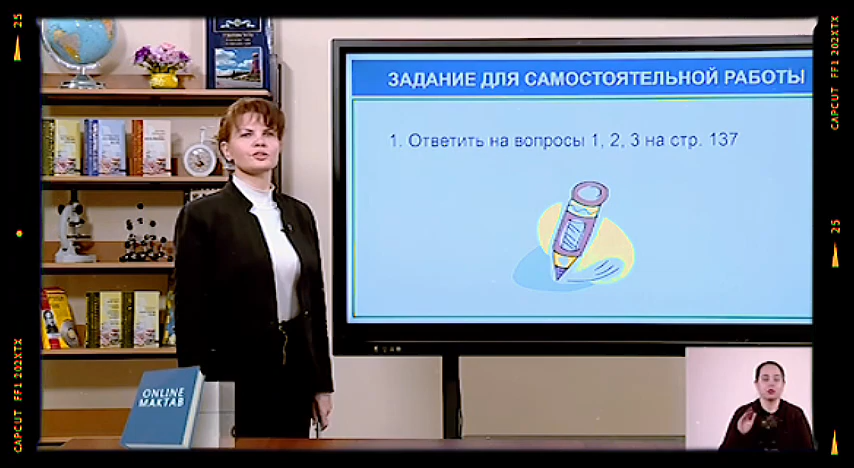 25
CAPCUT FF1 202XTX
ЗАДАНИЕ ДЛЯ САМОСТОЯТЕЛЬНОЙ РАБОТЫ
1. Ответить на вопросы 1, 2, 3 на стр. 137
25
ONLINE
MAKTAB
CAPCUT FF1 202XTX